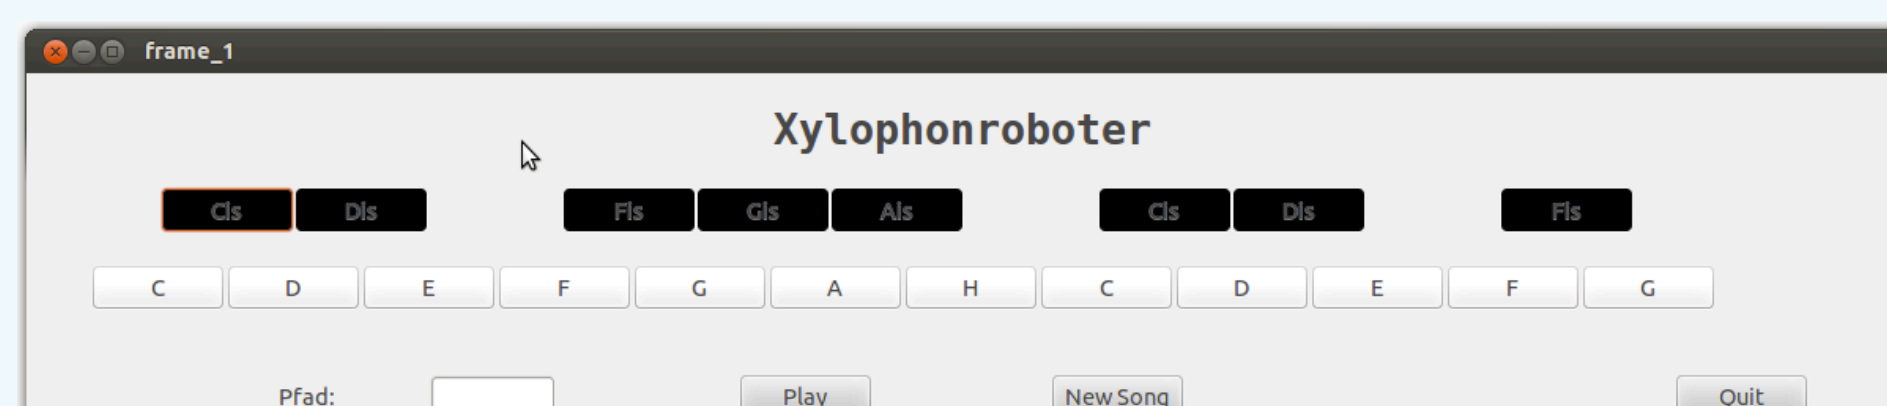 frame_1
Xylophonroboter
Cis Dis Fis Gis Ais Cis Dis Fis
C D E F G A H C D E F G
Pfad: Play New Song Quit